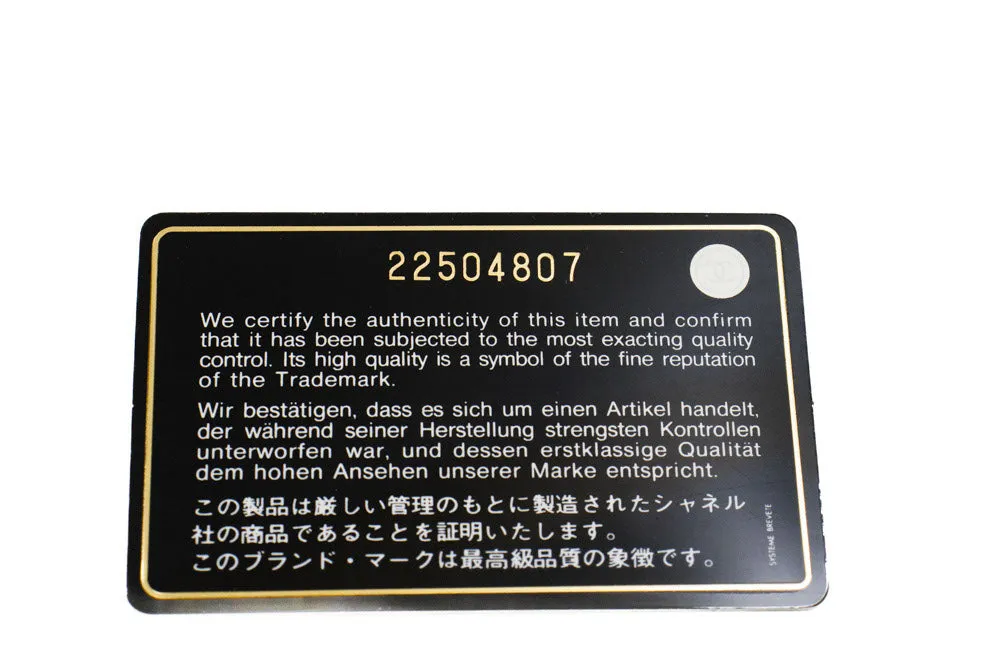 22504807
We certify the authenticity of this item and confirm
that it has been subjected to the most exacting quality
control. Its high quality is a symbol of the fine reputation
of the Trademark.
Wir bestätigen, dass es sich um einen Artikel handelt,
der während seiner Herstellung strengsten Kontrollen
unterworfen war, und dessen erstklassige Qualität
dem hohen Ansehen unserer Marke entspricht.
この製品は厳しい管理のもとに製造されたシャネル
社の商品であることを証明いたします。
このブランド・マークは最高級品質の象徴です。
SYSTEME BREVETE